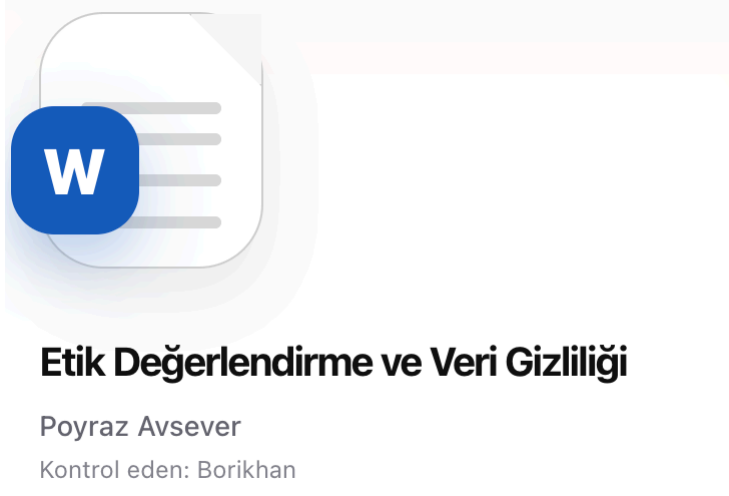 W
Etik Değerlendirme ve Veri Gizliliği
Poyraz Avsever
Kontrol eden: Borikhan